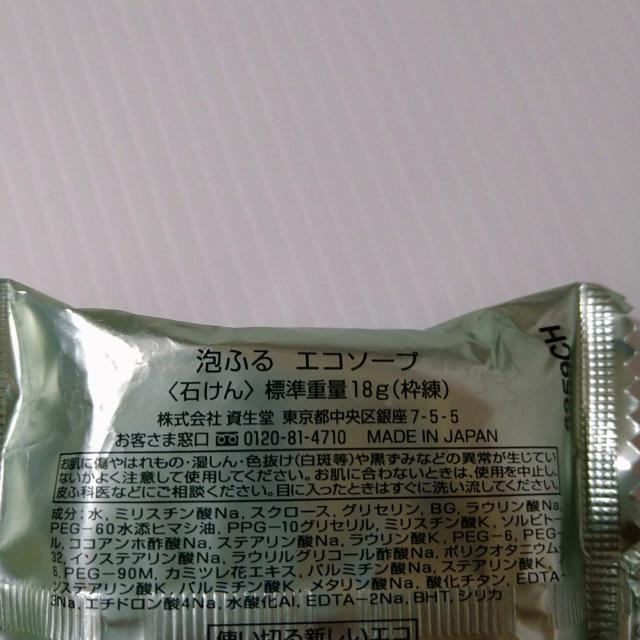 泡ふる エコソープ
〈石けん〉標準重量18g(枠練)
株式会社 資生堂 東京都中央区銀座7-5-5
お客さま窓口 0120-81-4710 MADE IN JAPAN
お肌に傷やはれもの・湿しん・色抜け(白斑等)や黒ずみなどの異常が生じてい
ないかよく注意して使用してください。お肌に合わないときは、使用を中止し、
皮ふ科医などにご相談ください。目に入ったときはすぐに洗い流してください。
成分:水、ミリスチン酸Na、スクロース、グリセリン、BG、ラウリン酸Na、
PEG-60水添ヒマシ油、PPG-10グリセリル、ミリスチン酸K、ソルビトー
ル、ココアンホ酢酸Na、ステアリン酸Na、ラウリン酸K、PEG-6、PEG-
32、イソステアリン酸Na、ラウリルグリコール酢酸Na、ポリクオタニウム-
6、PEG-90M、カミツレ花エキス、パルミチン酸Na、ステアリン酸K、
イソステアリン酸K、パルミチン酸K、メタリン酸Na、酸化チタン、EDTA-
3Na、エチドロン酸4Na、水酸化Al、EDTA-2Na、BHT、シリカ
使い切る新しいエコ